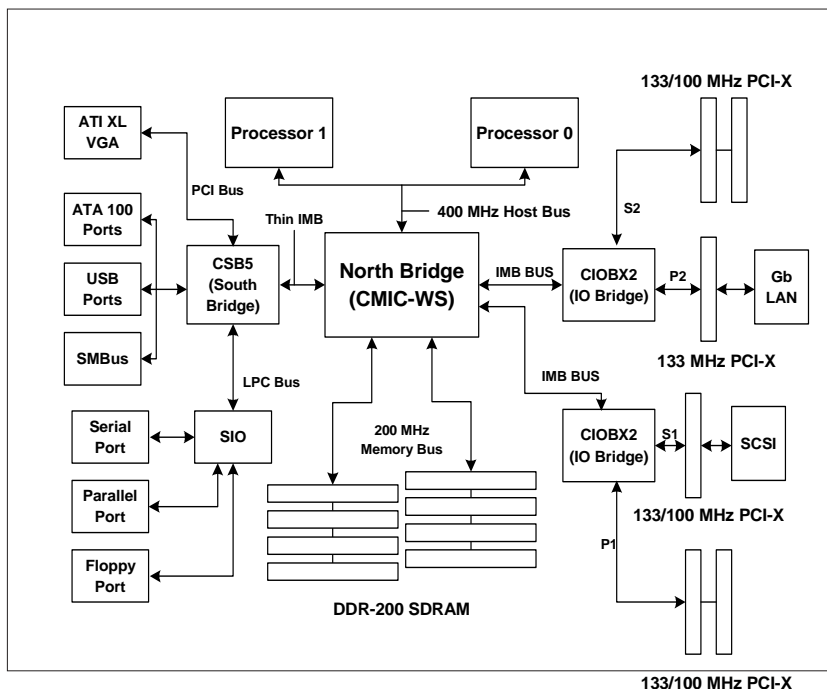 133/100 MHz PCI-X
ATI XL
VGA
Processor 1
Processor 0
PCI Bus
S2
ATA 100
Ports
Thin IMB
400 MHz Host Bus
CSB5
(South
Bridge)
North Bridge
(CMIC-WS)
IMB BUS
CIOBX2
(IO Bridge)
P2
Gb
LAN
USB
Ports
SMBus
133 MHz PCI-X
IMB BUS
LPC Bus
Serial
Port
SIO
200 MHz
Memory Bus
CIOBX2
(IO Bridge)
S1
SCSI
Parallel
Port
133/100 MHz PCI-X
P1
Floppy
Port
DDR-200 SDRAM
133/100 MHz PCI-X